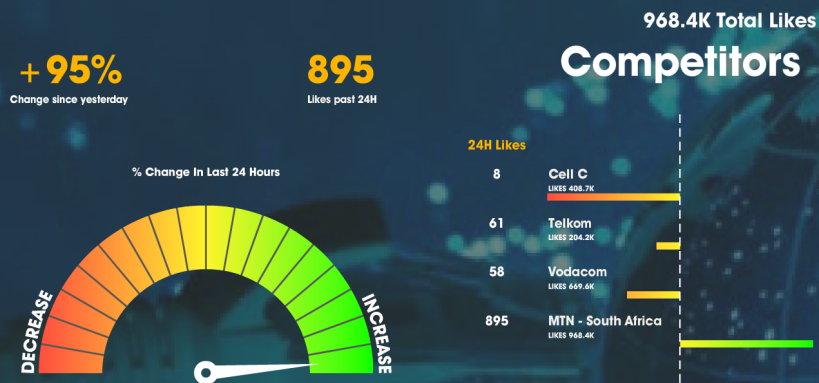 968.4K Total Likes
Competitors
+ 95%
Change since yesterday
895
Likes past 24H
% Change In Last 24 Hours
DECREASE
INCREASE
24H Likes
8
Cell C
LIKES 408.7K
61
Telkom
LIKES 204.2K
58
Vodacom
LIKES 669.6K
895
MTN - South Africa
LIKES 968.4K